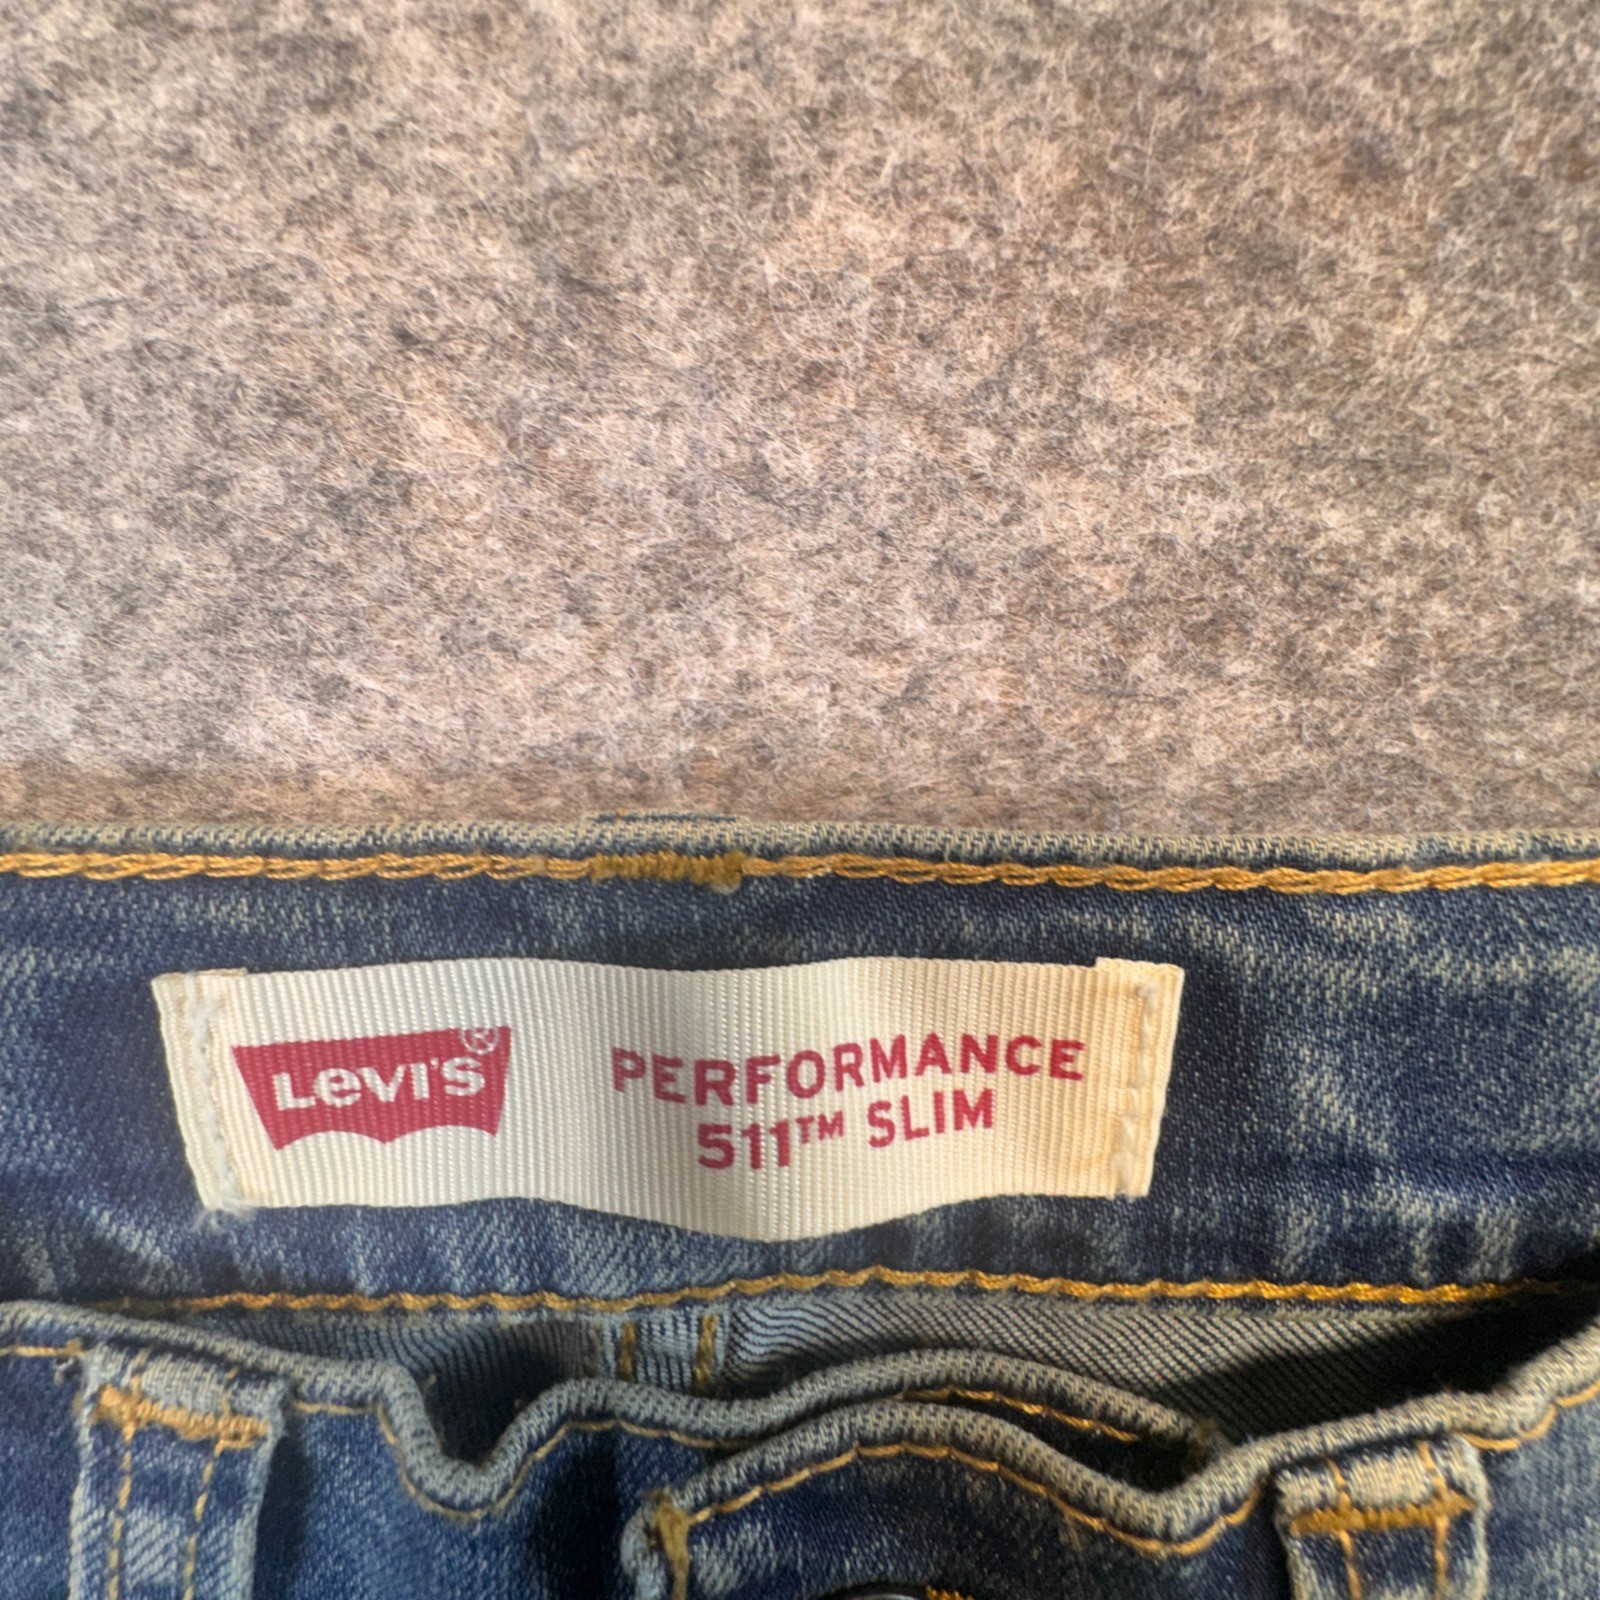 Levi's®
PERFORMANCE
511™ SLIM